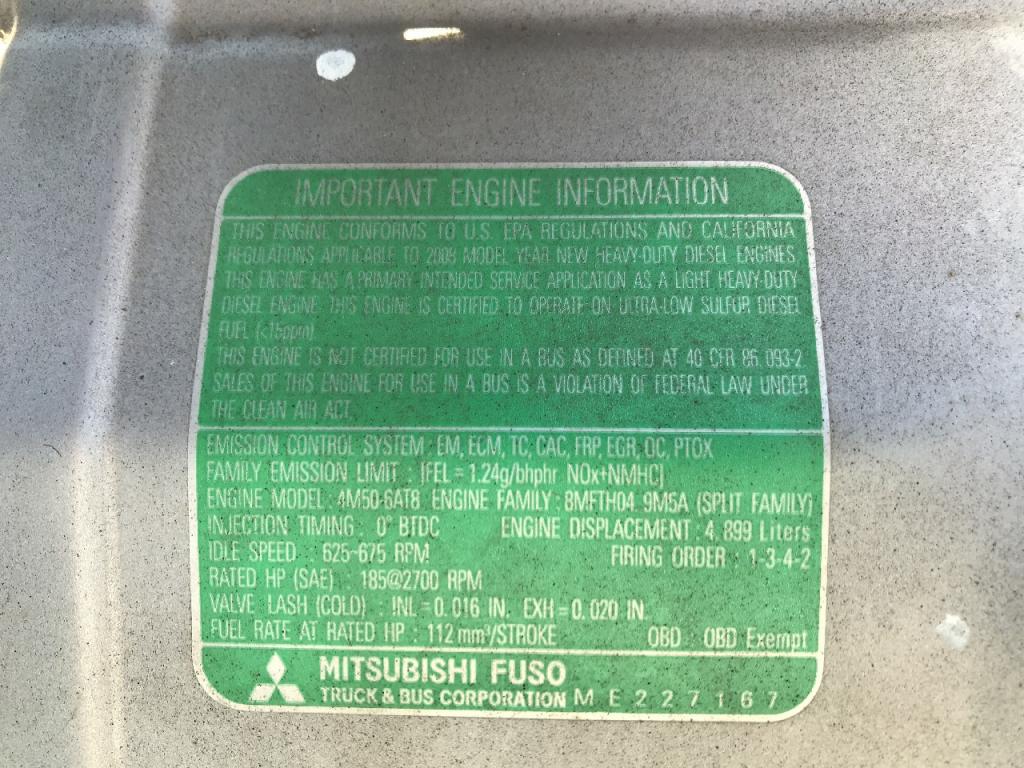 IMPORTANT ENGINE INFORMATION
THIS ENGINE CONFORMS TO U.S. EPA REGULATIONS AND CALIFORNIA
REGULATIONS APPLICABLE TO 2008 MODEL YEAR NEW HEAVY-DUTY DIESEL ENGINES.
THIS ENGINE HAS A PRIMARY INTENDED SERVICE APPLICATION AS A LIGHT HEAVY-DUTY
DIESEL ENGINE. THIS ENGINE IS CERTIFIED TO OPERATE ON ULTRA-LOW SULFUR DIESEL
FUEL (<15ppm)
THIS ENGINE IS NOT CERTIFIED FOR USE IN A BUS AS DEFINED AT 40 CFR 86.093-2
SALES OF THIS ENGINE FOR USE IN A BUS IS A VIOLATION OF FEDERAL LAW UNDER
THE CLEAN AIR ACT.
EMISSION CONTROL SYSTEM : EM, ECM, TC, CAC, FRP, EGR, OC, PTOX
FAMILY EMISSION LIMIT : [FEL = 1.24g/bhphr NOx+NMHC]
ENGINE MODEL : 4M50-6AT8 ENGINE FAMILY : 8MFTH04. 9M5A (SPLIT FAMILY)
INJECTION TIMING : 0° BTDC ENGINE DISPLACEMENT : 4. 899 Liters
IDLE SPEED : 625~675 RPM FIRING ORDER : 1-3-4-2
RATED HP (SAE) : 185@2700 RPM
VALVE LASH (COLD) : INL = 0. 016 IN. EXH = 0. 020 IN.
FUEL RATE AT RATED HP : 112 mm³/STROKE OBD : OBD Exempt
MITSUBISHI FUSO
TRUCK & BUS CORPORATION ME227167